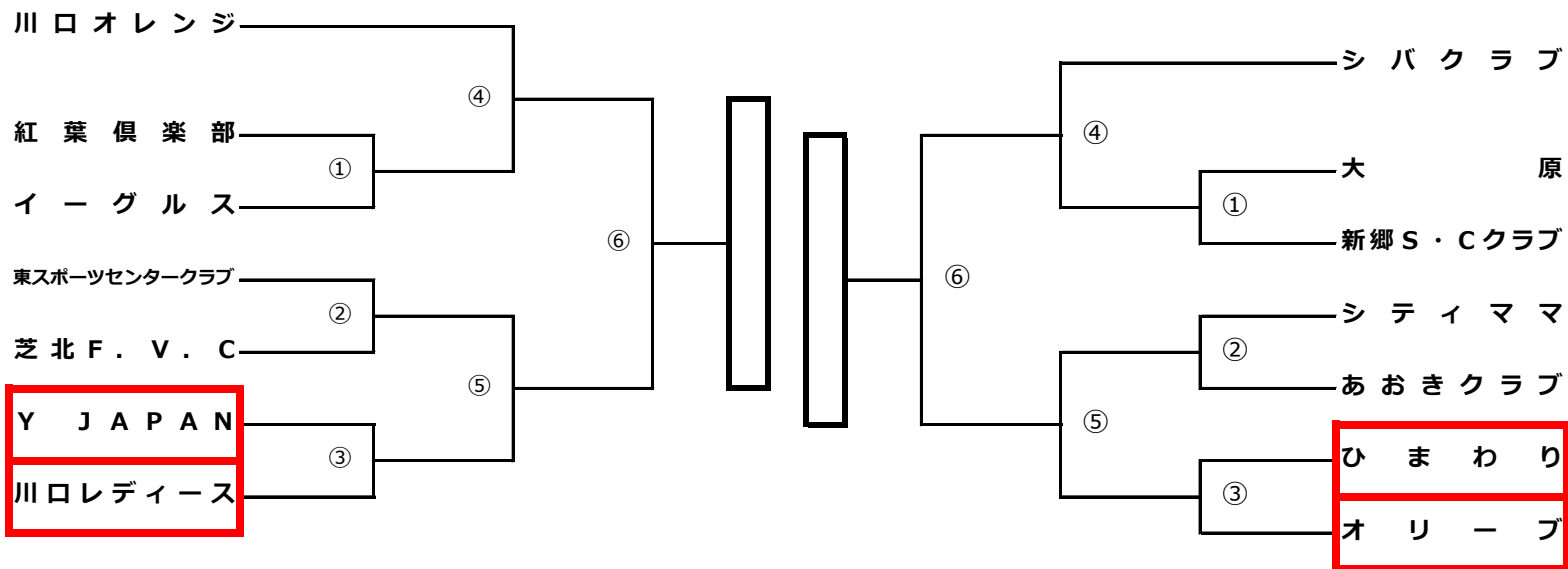 川口オレンジ
④
紅葉倶楽部
①
イーグルス
⑥
東スポーツセンタークラブ
②
芝北F.V.C
⑤
Y JAPAN
③
川口レディース
シバクラブ
④
大原
①
新郷S・Cクラブ
⑥
シティママ
②
あおきクラブ
⑤
ひまわり
③
オリーブ